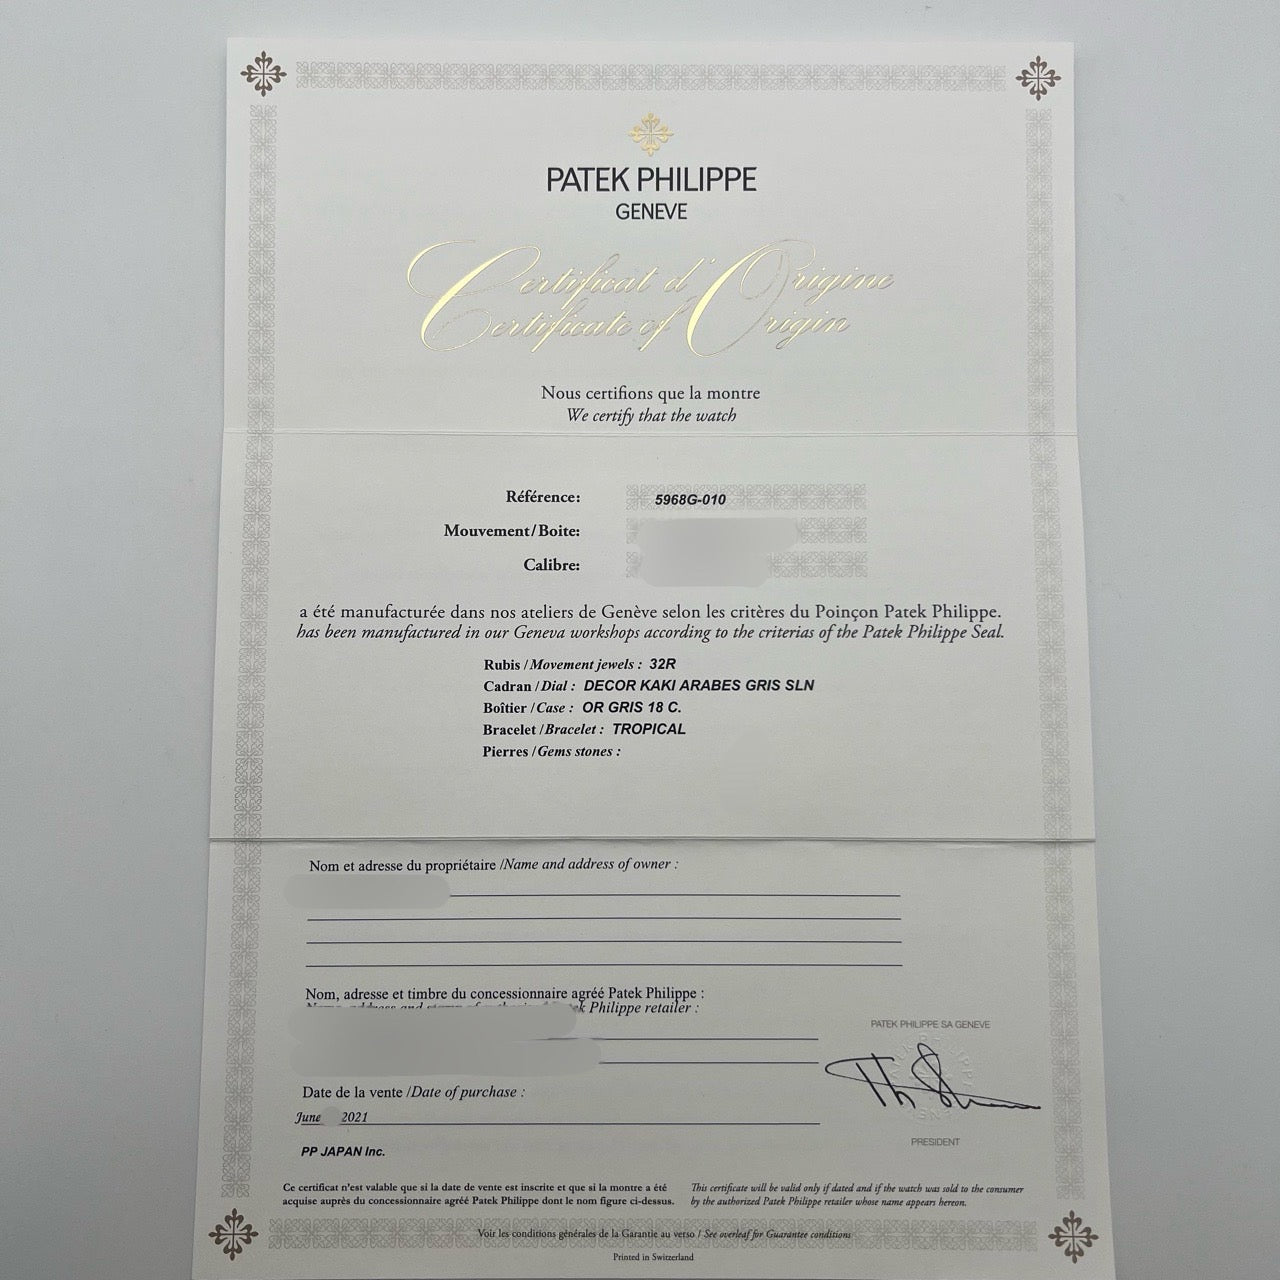 PATEK PHILIPPE
GENEVE
Certificat d'Origine
Certificate of Origin
Nous certifions que la montre
We certify that the watch
Référence: 5968G-010
Mouvement/Boite:
Calibre:
a été manufacturée dans nos ateliers de Genève selon les critères du Poinçon Patek Philippe.
has been manufactured in our Geneva workshops according to the criterias of the Patek Philippe Seal.
Rubis /Movement jewels : 32R
Cadran /Dial : DECOR KAKI ARABES GRIS SLN
Boîtier /Case : OR GRIS 18 C.
Bracelet /Bracelet : TROPICAL
Pierres /Gems stones :
Nom et adresse du propriétaire /Name and address of owner :
Nom, adresse et timbre du concessionnaire agréé Patek Philippe :
Name, address and stamp of Philippe retailer :
PATEK PHILIPPE SA GENEVE
Date de la vente /Date of purchase :
June 2021
PRESIDENT
PP JAPAN Inc.
Ce certificat n'est valable que si la date de vente est inscrite et que si la montre a été
acquise auprès du concessionnaire agréé Patek Philippe dont le nom figure ci-dessus.
This certificate will be valid only if dated and if the watch was sold to the consumer
by the authorized Patek Philippe retailer whose name appears hereon.
Voir les conditions générales de la Garantie au verso / See overleaf for Guarantee conditions
Printed in Switzerland